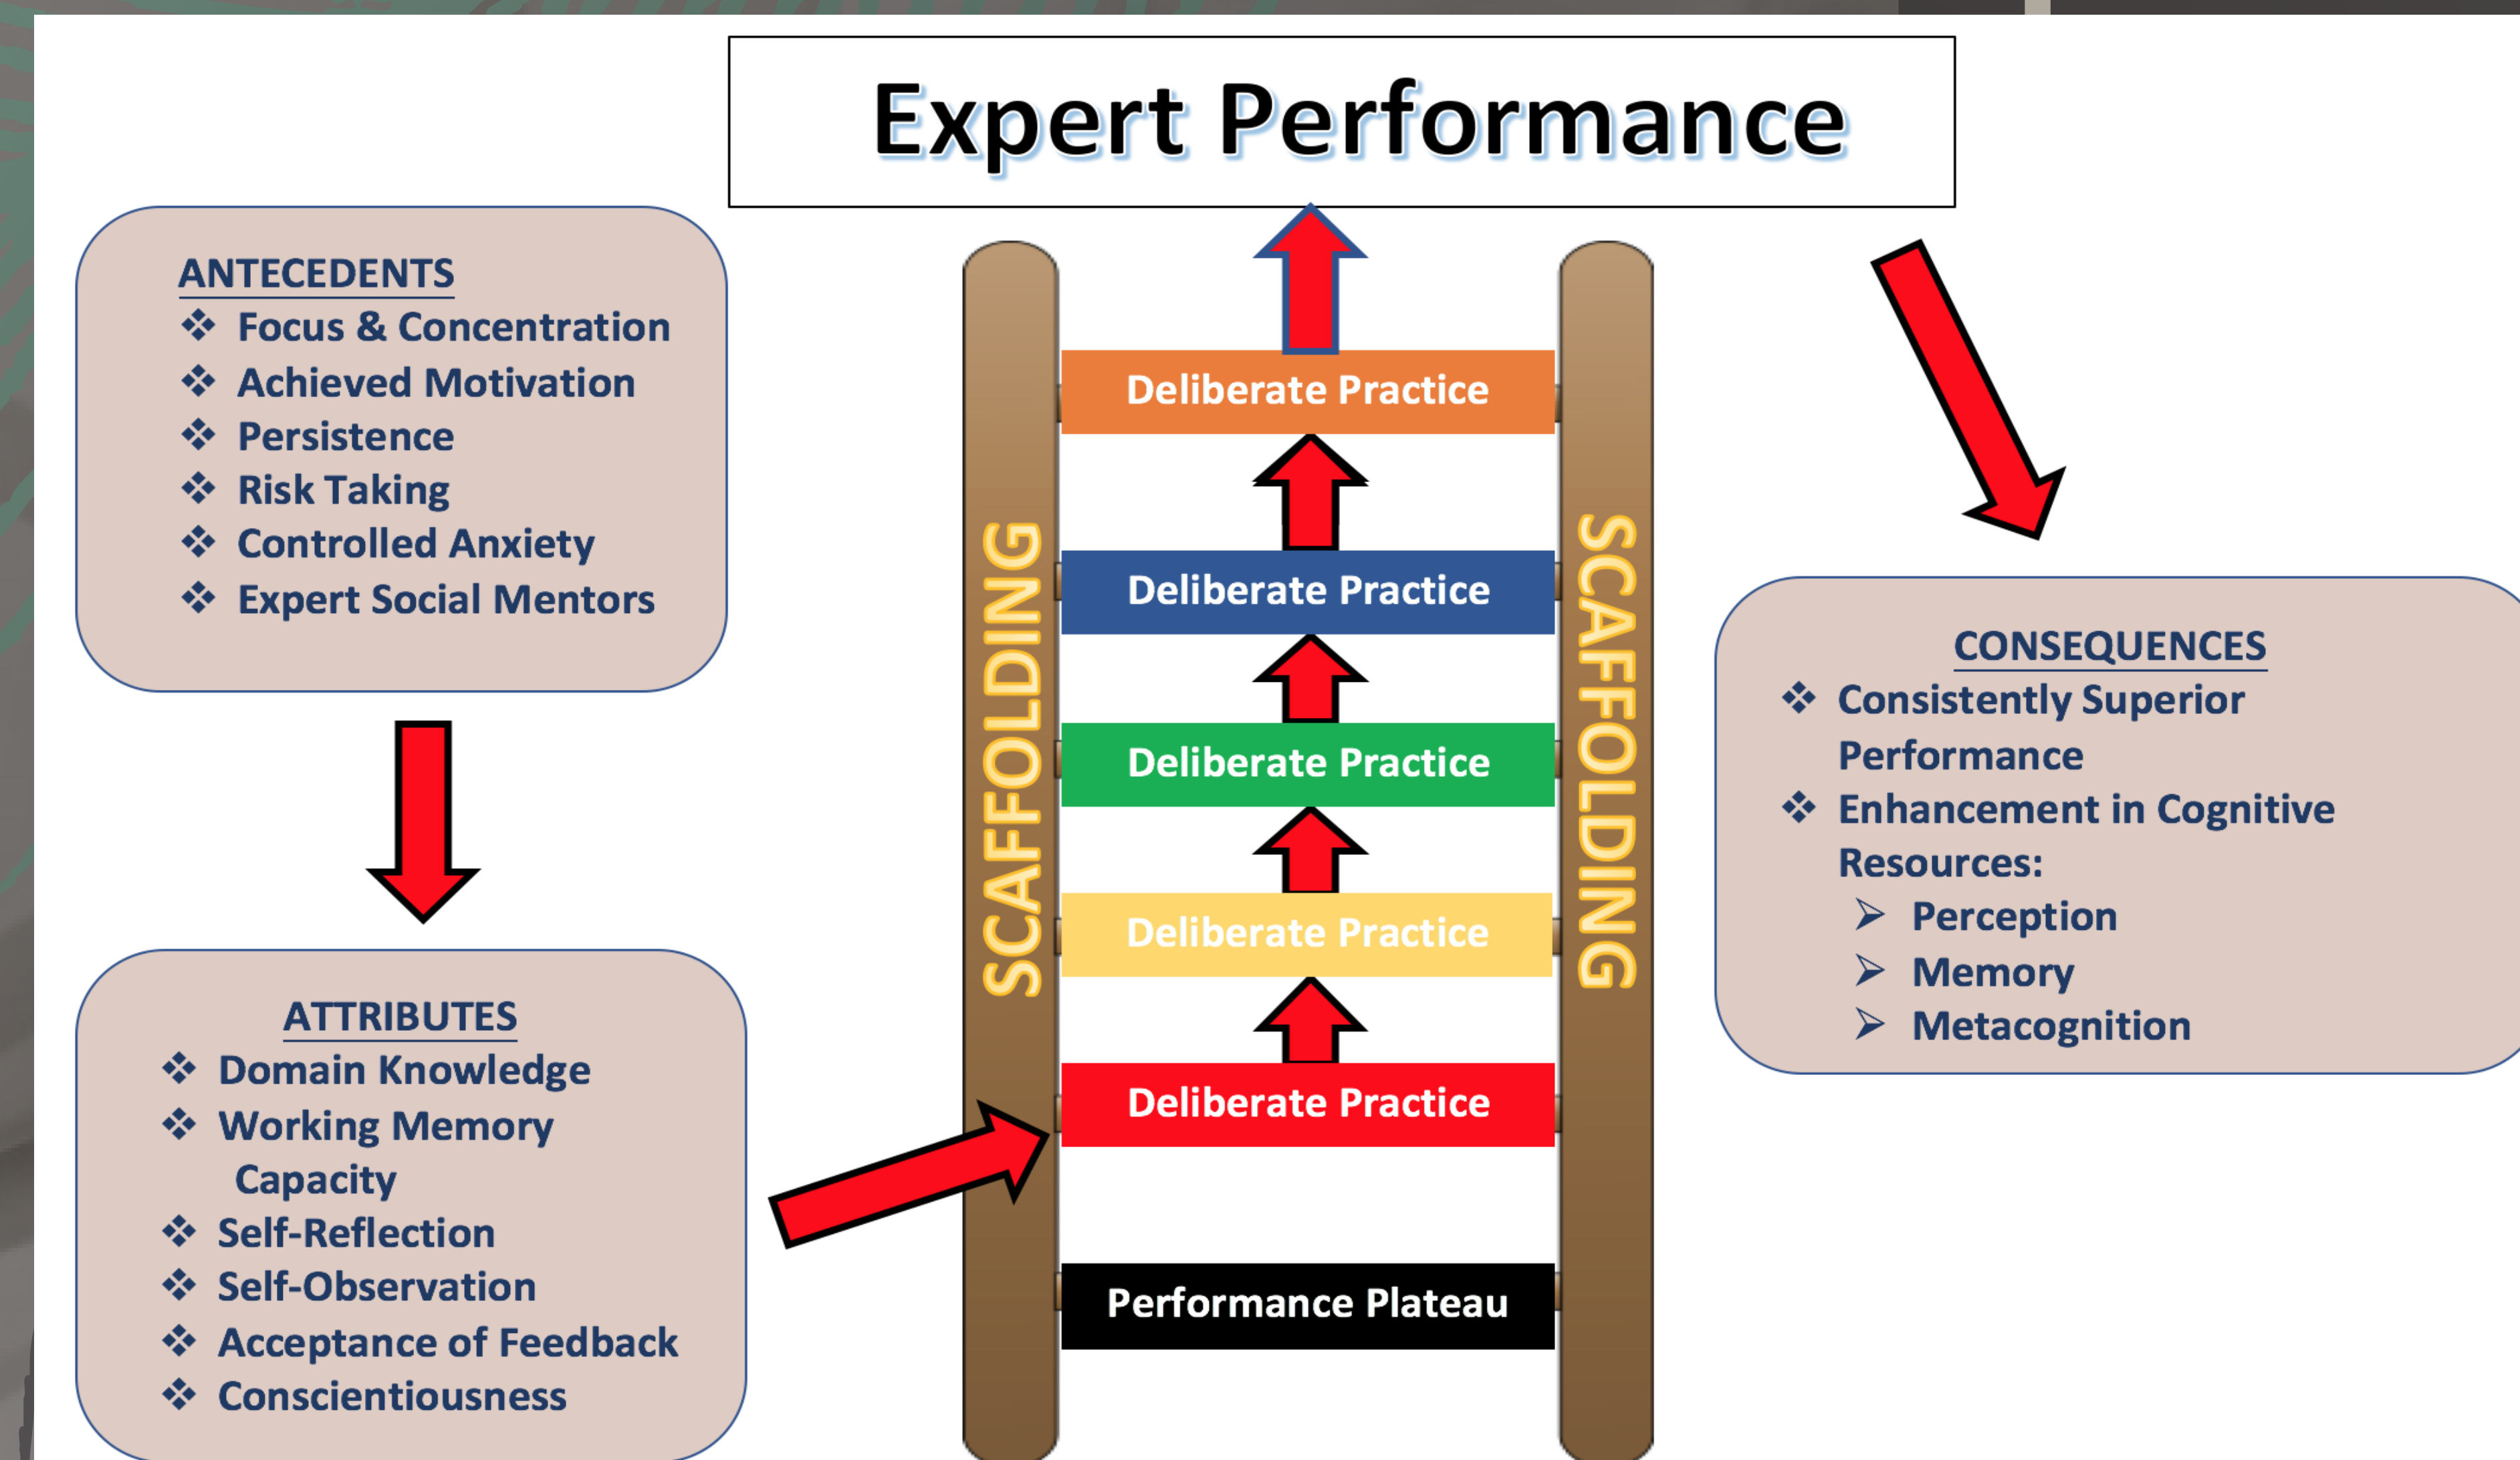 Expert Performance
ANTECEDENTS
❖ Focus & Concentration
❖ Achieved Motivation
❖ Persistence
❖ Risk Taking
❖ Controlled Anxiety
❖ Expert Social Mentors
ATTRIBUTES
❖ Domain Knowledge
❖ Working Memory
Capacity
❖ Self-Reflection
❖ Self-Observation
❖ Acceptance of Feedback
❖ Conscientiousness
SCAFFOLDING
Deliberate Practice
Deliberate Practice
Deliberate Practice
Deliberate Practice
Deliberate Practice
Performance Plateau
SCAFFOLDING
CONSEQUENCES
❖ Consistently Superior
Performance
❖ Enhancement in Cognitive
Resources:
➢ Perception
➢ Memory
➢ Metacognition